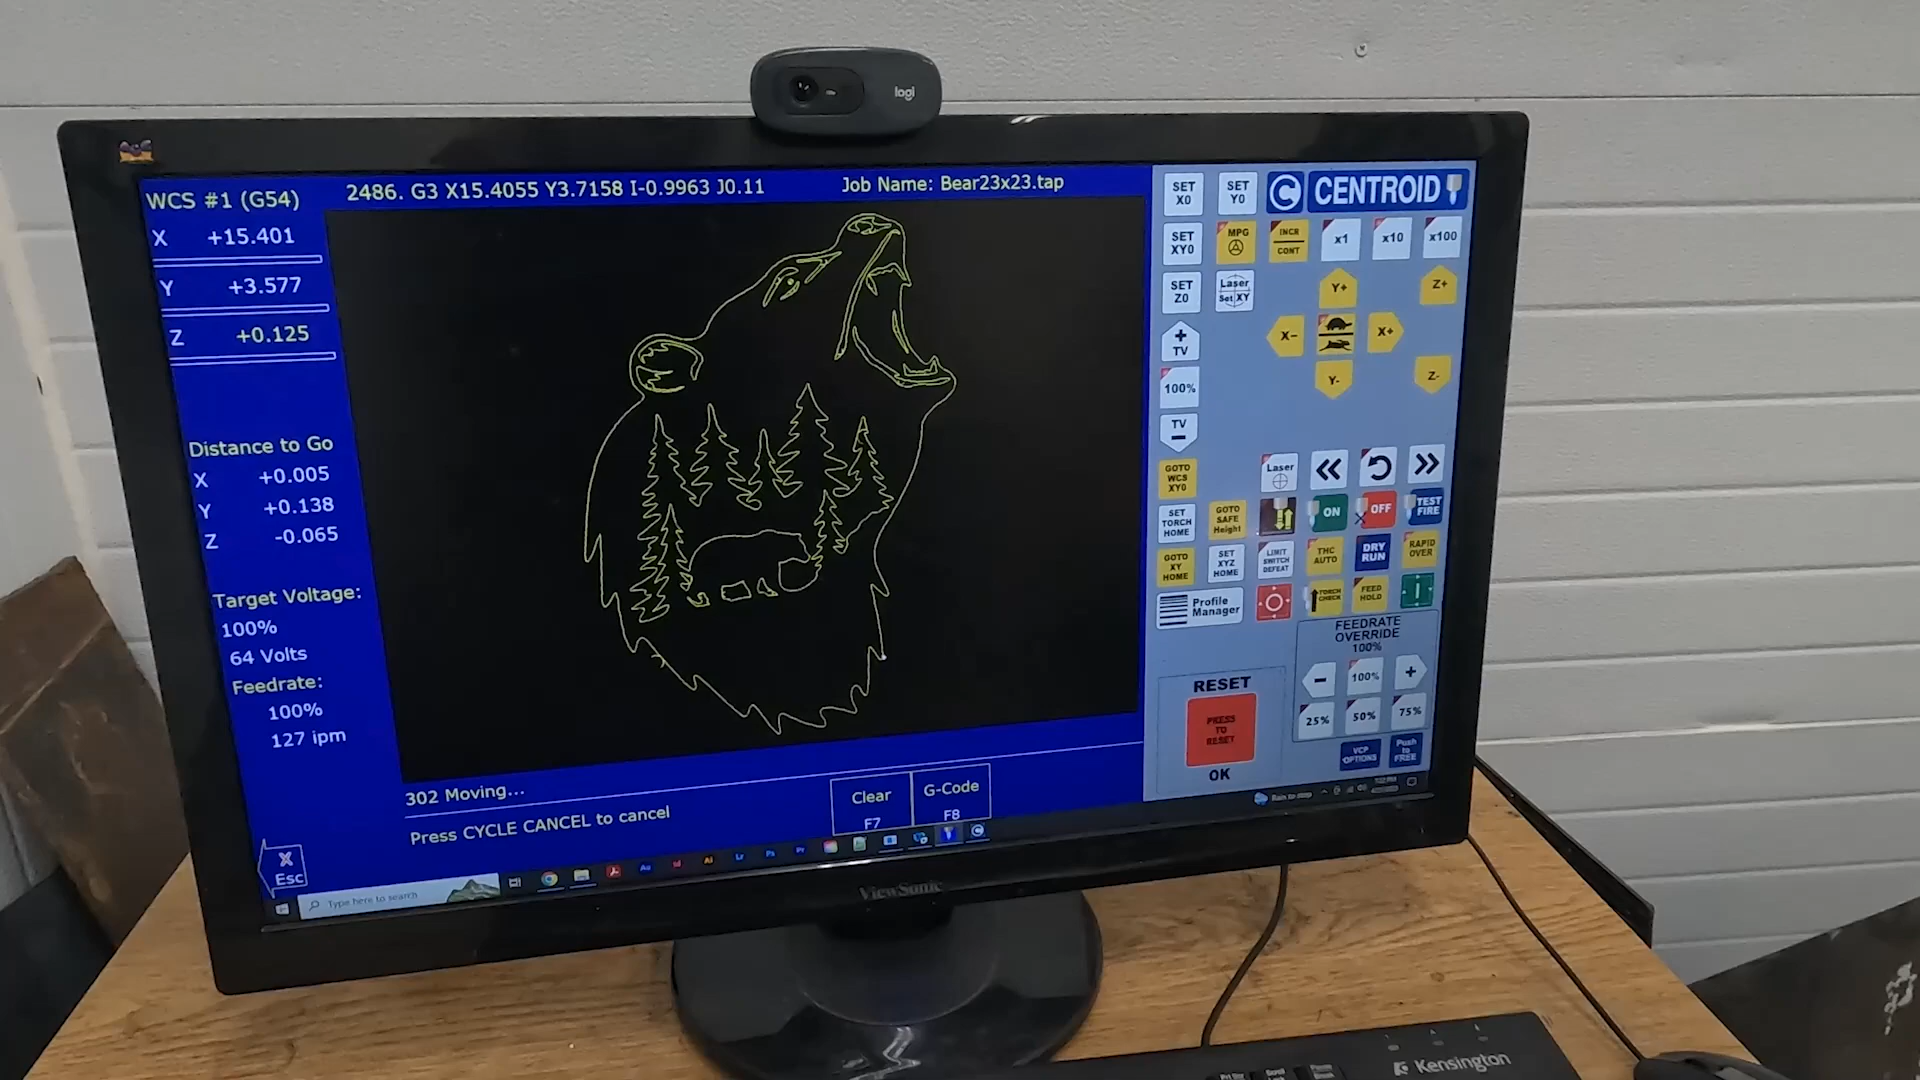 logi
WCS #1 (G54)
X +15.401
Y +3.577
Z +0.125
Distance to Go
X +0.005
Y +0.138
Z -0.065
Target Voltage:
100%
64 Volts
Feedrate:
100%
127 ipm
X
Esc
2486. G3 X15.4055 Y3.7158 I-0.9963 J0.11
Job Name: Bear23x23.tap
302 Moving...
Press CYCLE CANCEL to cancel
Clear
F7
G-Code
F8
SET X0
SET Y0
C CENTROID
SET XY0
MPG
INCR CONT
x1
x10
x100
SET Z0
Laser Set XY
Y+
Z+
+ TV
X-
X+
100%
Y-
Z-
TV -
GOTO WCS XY0
Laser
SET TORCH HOME
GOTO SAFE Height
ON
OFF
TEST FIRE
GOTO XY HOME
SET XYZ HOME
LIMIT SWITCH DEFEAT
THC AUTO
DRY RUN
RAPID OVER
Profile Manager
TORCH CHECK
FEED HOLD
FEEDRATE OVERRIDE
100%
- 100% +
25% 50% 75%
RESET
PRESS TO RESET
OK
VCP OPTIONS
Push to FREE
Type here to search
Au Id Ai Lr Ps Pr
ViewSonic
Kensington